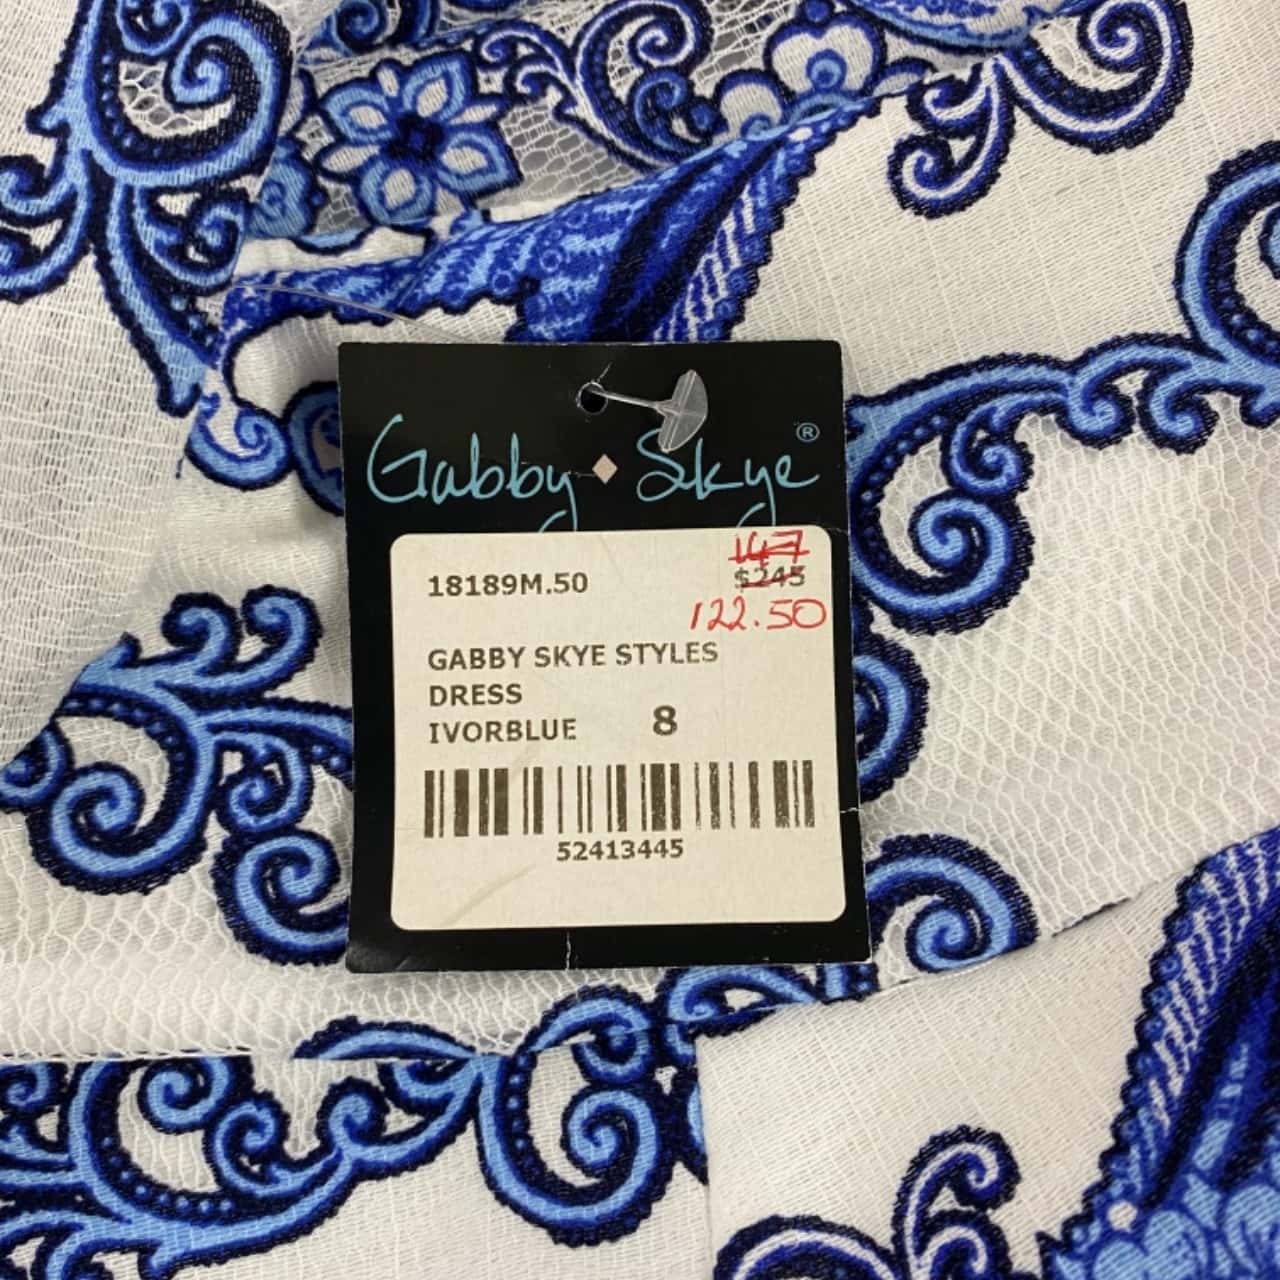 Gabby Skye ®
147
18189M.50 $245
122.50
GABBY SKYE STYLES
DRESS
IVORBLUE 8
52413445